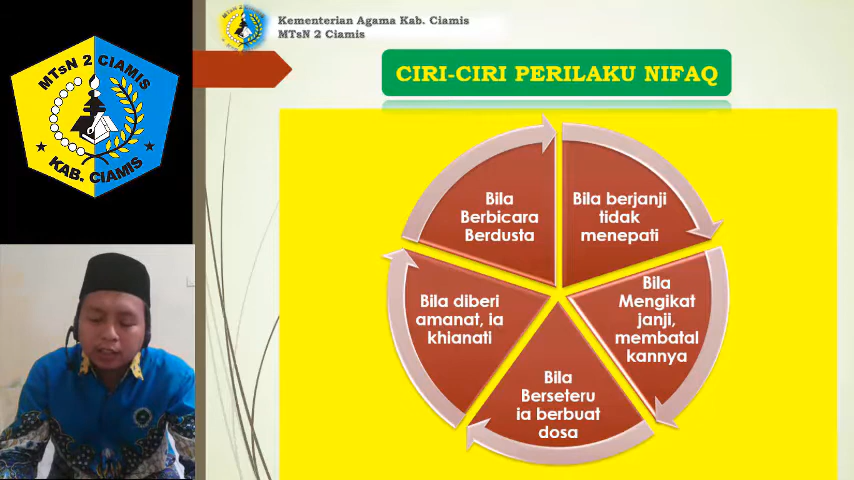 MTsN 2 CIAMIS
KAB. CIAMIS
Kementerian Agama Kab. Ciamis
MTsN 2 Ciamis
CIRI-CIRI PERILAKU NIFAQ
Bila
Berbicara
Berdusta
Bila berjanji
tidak
menepati
Bila
Mengikat
janji,
membatal
kannya
Bila
Berseteru
ia berbuat
dosa
Bila diberi
amanat, ia
khianati